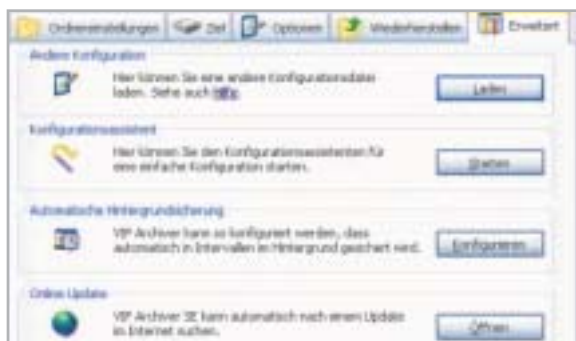 Ordnereinstellungen Ziel Optionen Wiederherstellen Erweitert
Andere Konfiguration
Hier können Sie eine andere Konfigurationsdatei
laden. Siehe auch Hilfe.
Laden
Konfigurationsassistent
Hier können Sie den Konfigurationsassistenten für
eine einfache Konfiguration starten.
Starten
Automatische Hintergrundsicherung
VIP Archiver kann so konfiguriert werden, dass
automatisch in Intervallen im Hintergrund gesichert wird.
Konfigurieren
Online Update
VIP Archiver SE kann automatisch nach einem Update
im Internet suchen.
Öffnen